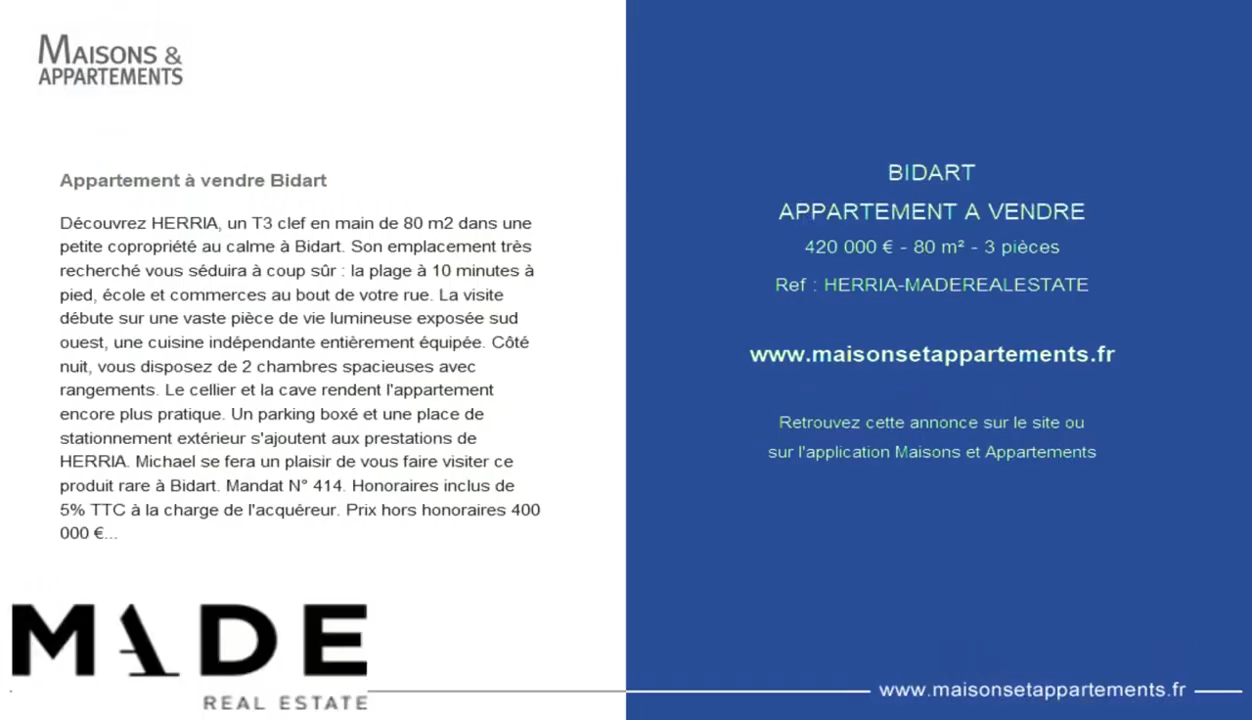 MAISONS &
APPARTEMENTS
Appartement à vendre Bidart
Découvrez HERRIA, un T3 clef en main de 80 m2 dans une
petite copropriété au calme à Bidart. Son emplacement très
recherché vous séduira à coup sûr : la plage à 10 minutes à
pied, école et commerces au bout de votre rue. La visite
débute sur une vaste pièce de vie lumineuse exposée sud
ouest, une cuisine indépendante entièrement équipée. Côté
nuit, vous disposez de 2 chambres spacieuses avec
rangements. Le cellier et la cave rendent l'appartement
encore plus pratique. Un parking boxé et une place de
stationnement extérieur s'ajoutent aux prestations de
HERRIA. Michael se fera un plaisir de vous faire visiter ce
produit rare à Bidart. Mandat N° 414. Honoraires inclus de
5% TTC à la charge de l'acquéreur. Prix hors honoraires 400
000 €...
MADE
REAL ESTATE
BIDART
APPARTEMENT A VENDRE
420 000 € - 80 m² - 3 pièces
Ref : HERRIA-MADEREALESTATE
www.maisonsetappartements.fr
Retrouvez cette annonce sur le site ou
sur l'application Maisons et Appartements
www.maisonsetappartements.fr